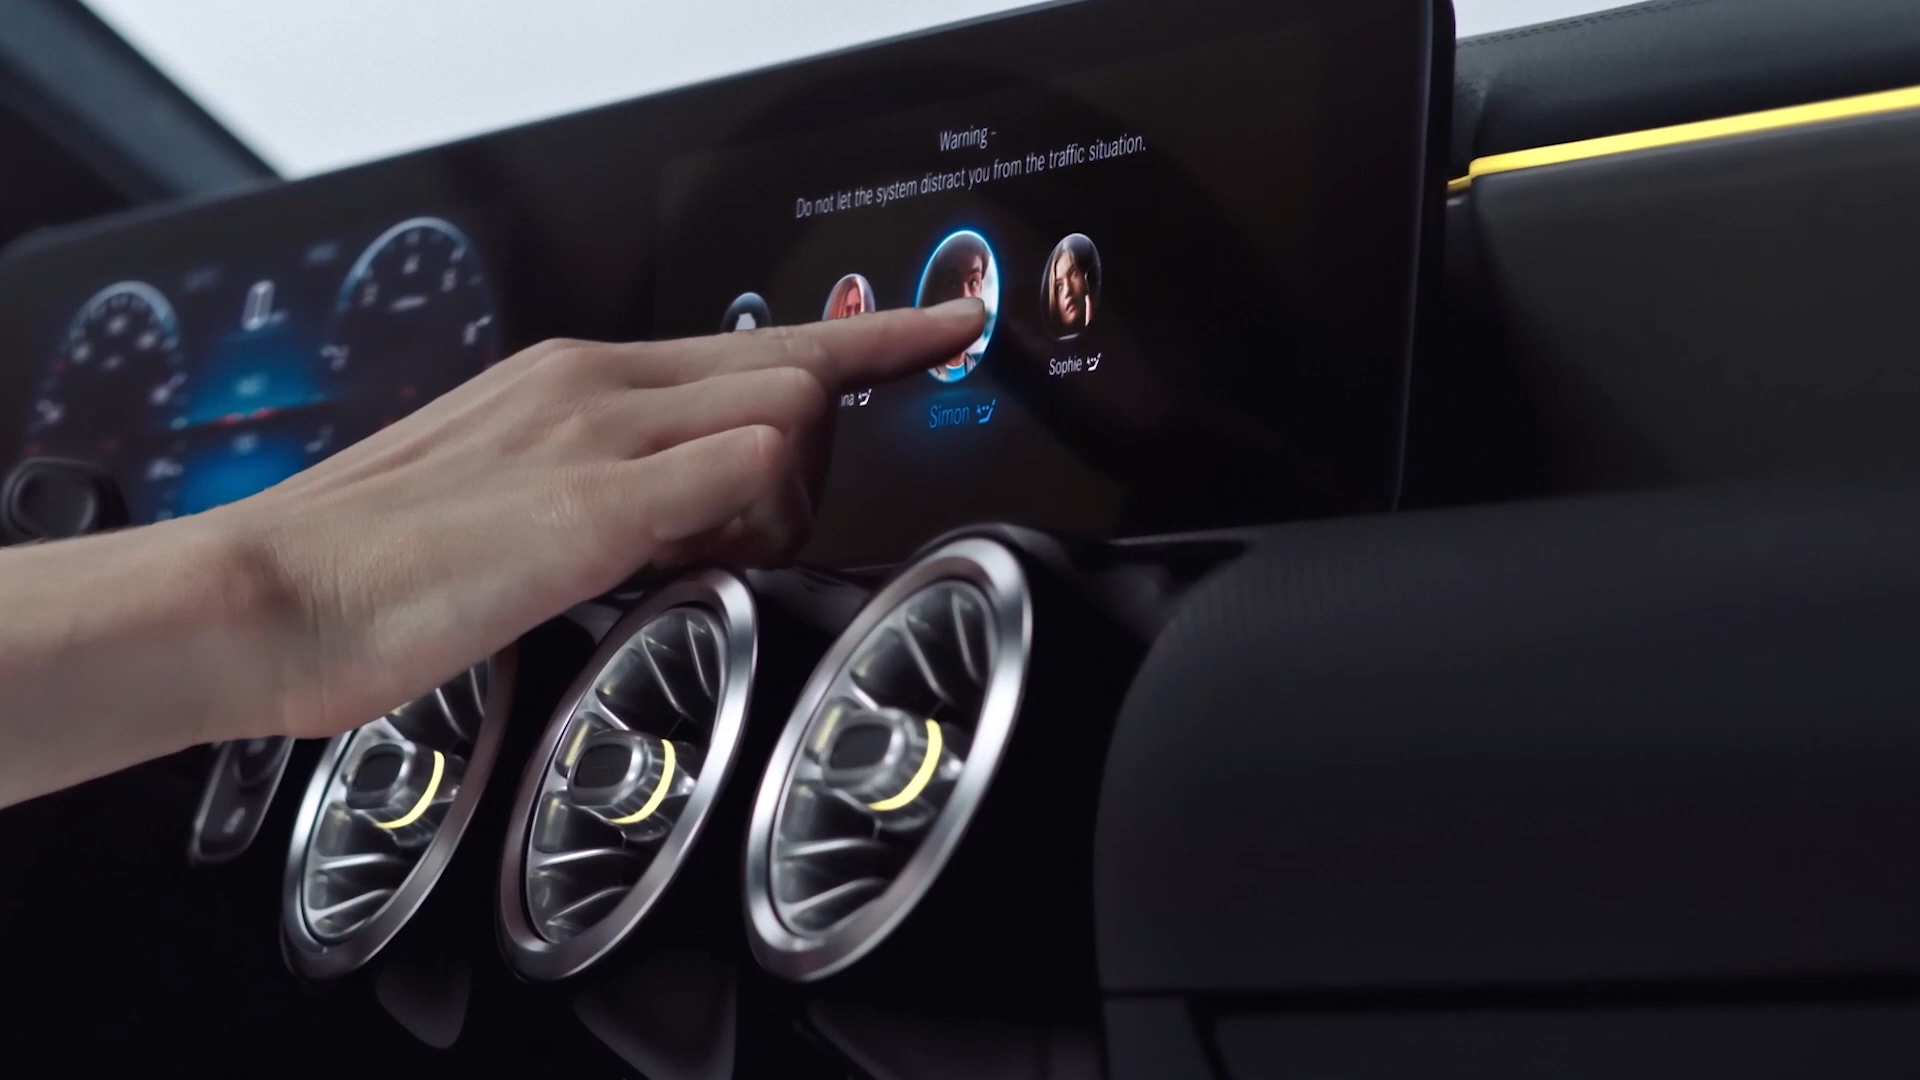 Warning -
Do not let the system distract you from the traffic situation.
Simon
Sophie